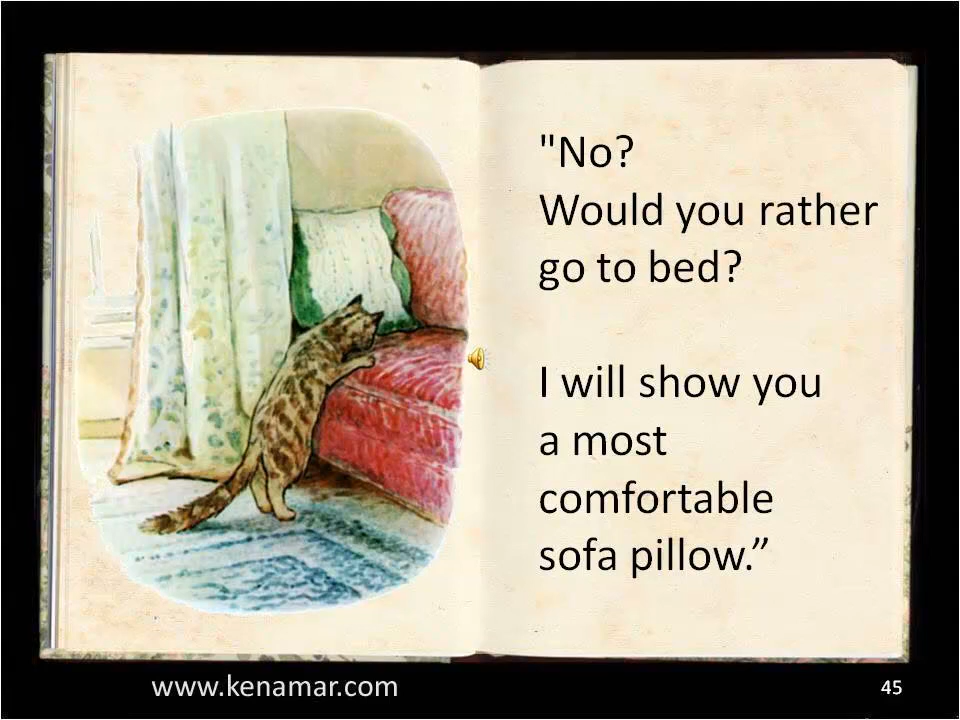 "No?
Would you rather
go to bed?
I will show you
a most
comfortable
sofa pillow.”
www.kenamar.com
45